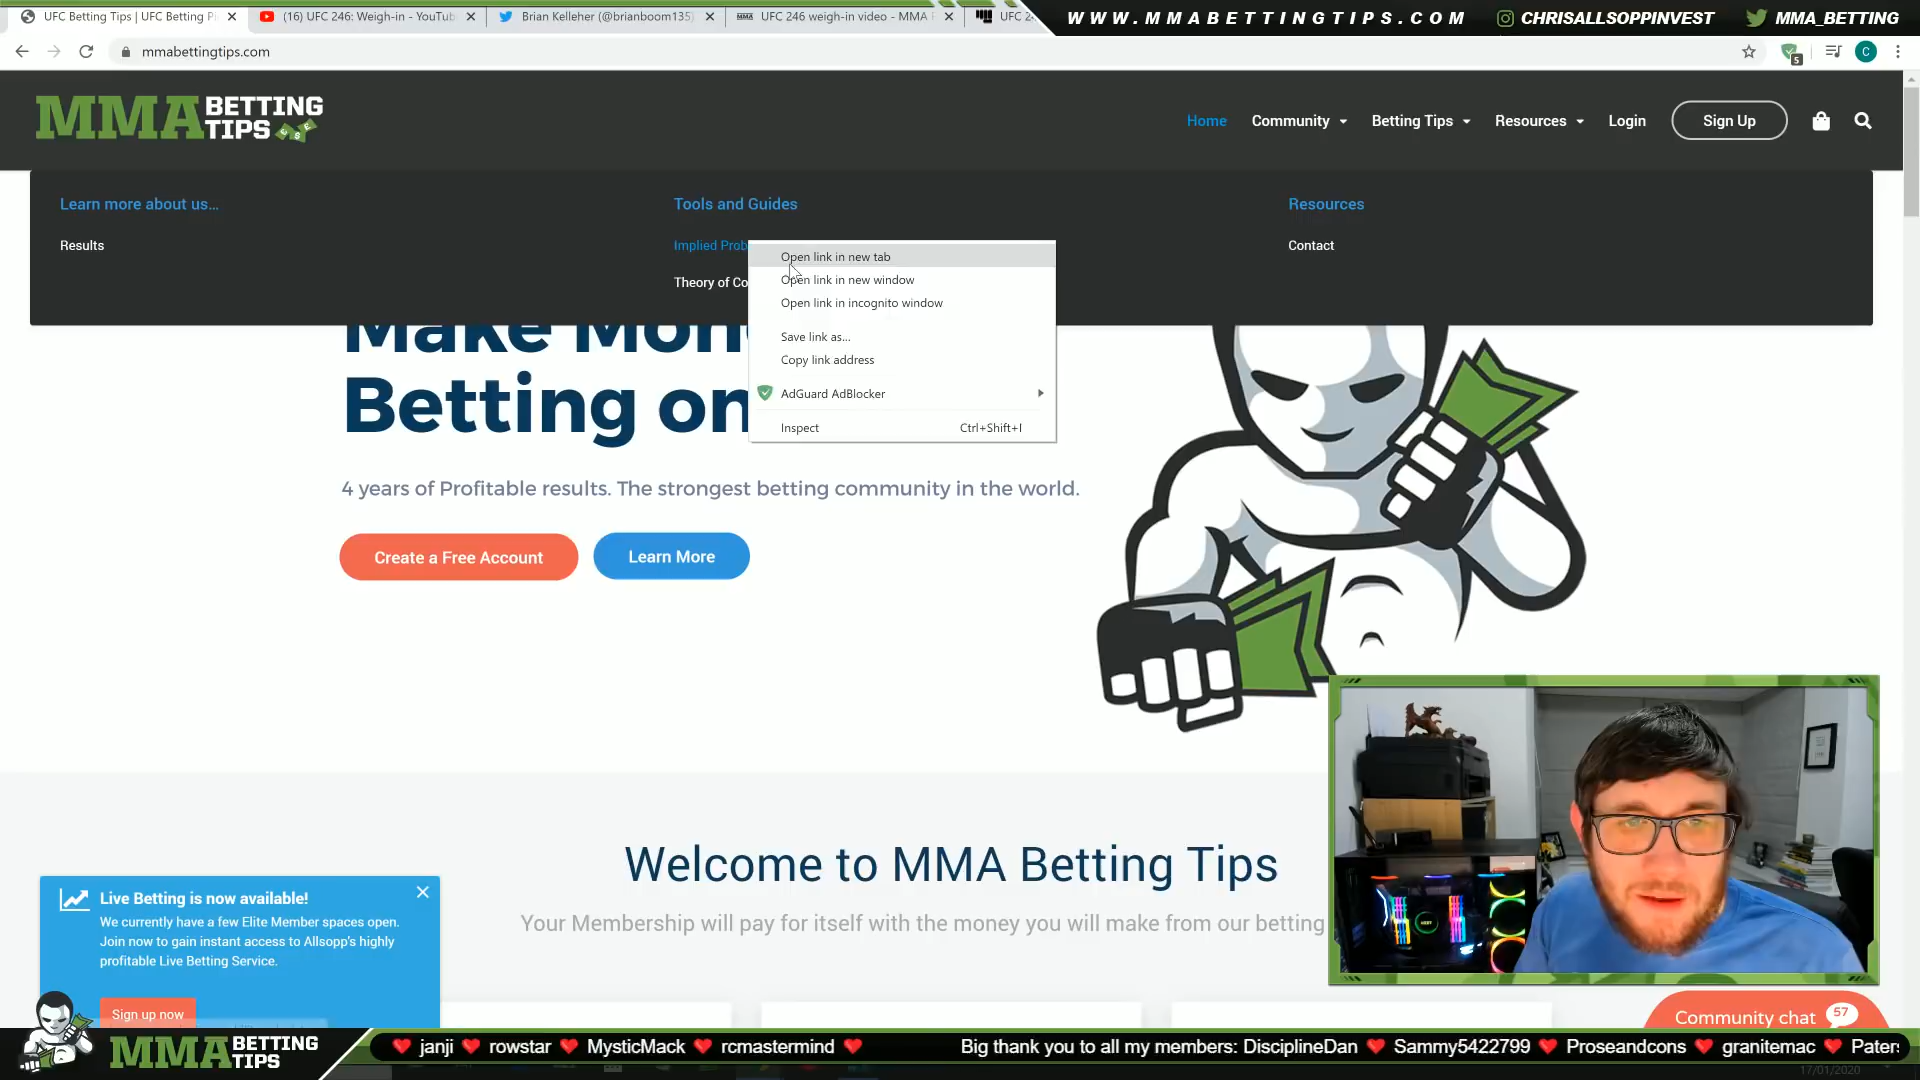 UFC Betting Tips | UFC Betting Pi
(16) UFC 246: Weigh-in - YouTub
Brian Kelleher (@brianboom135)
UFC 246 weigh-in video - MMA F
UFC 24
WWW.MMABETTINGTIPS.COM
CHRISALLSOPPINVEST
MMA_BETTING
mmabettingtips.com
5
C
MMA BETTING TIPS
Home
Community
Betting Tips
Resources
Login
Sign Up
Learn more about us...
Tools and Guides
Resources
Results
Implied Prob
Contact
Theory of Co
Open link in new tab
Open link in new window
Open link in incognito window
Save link as...
Copy link address
AdGuard AdBlocker
Inspect Ctrl+Shift+I
Make Mon
Betting on
4 years of Profitable results. The strongest betting community in the world.
Create a Free Account
Learn More
Welcome to MMA Betting Tips
Your Membership will pay for itself with the money you will make from our betting
Live Betting is now available!
We currently have a few Elite Member spaces open.
Join now to gain instant access to Allsopp's highly
profitable Live Betting Service.
Sign up now
Community chat 57
MMA BETTING TIPS
janji rowstar MysticMack rcmastermind
Big thank you to all my members: DisciplineDan Sammy5422799 Proseandcons granitemac Paters
17/01/2020